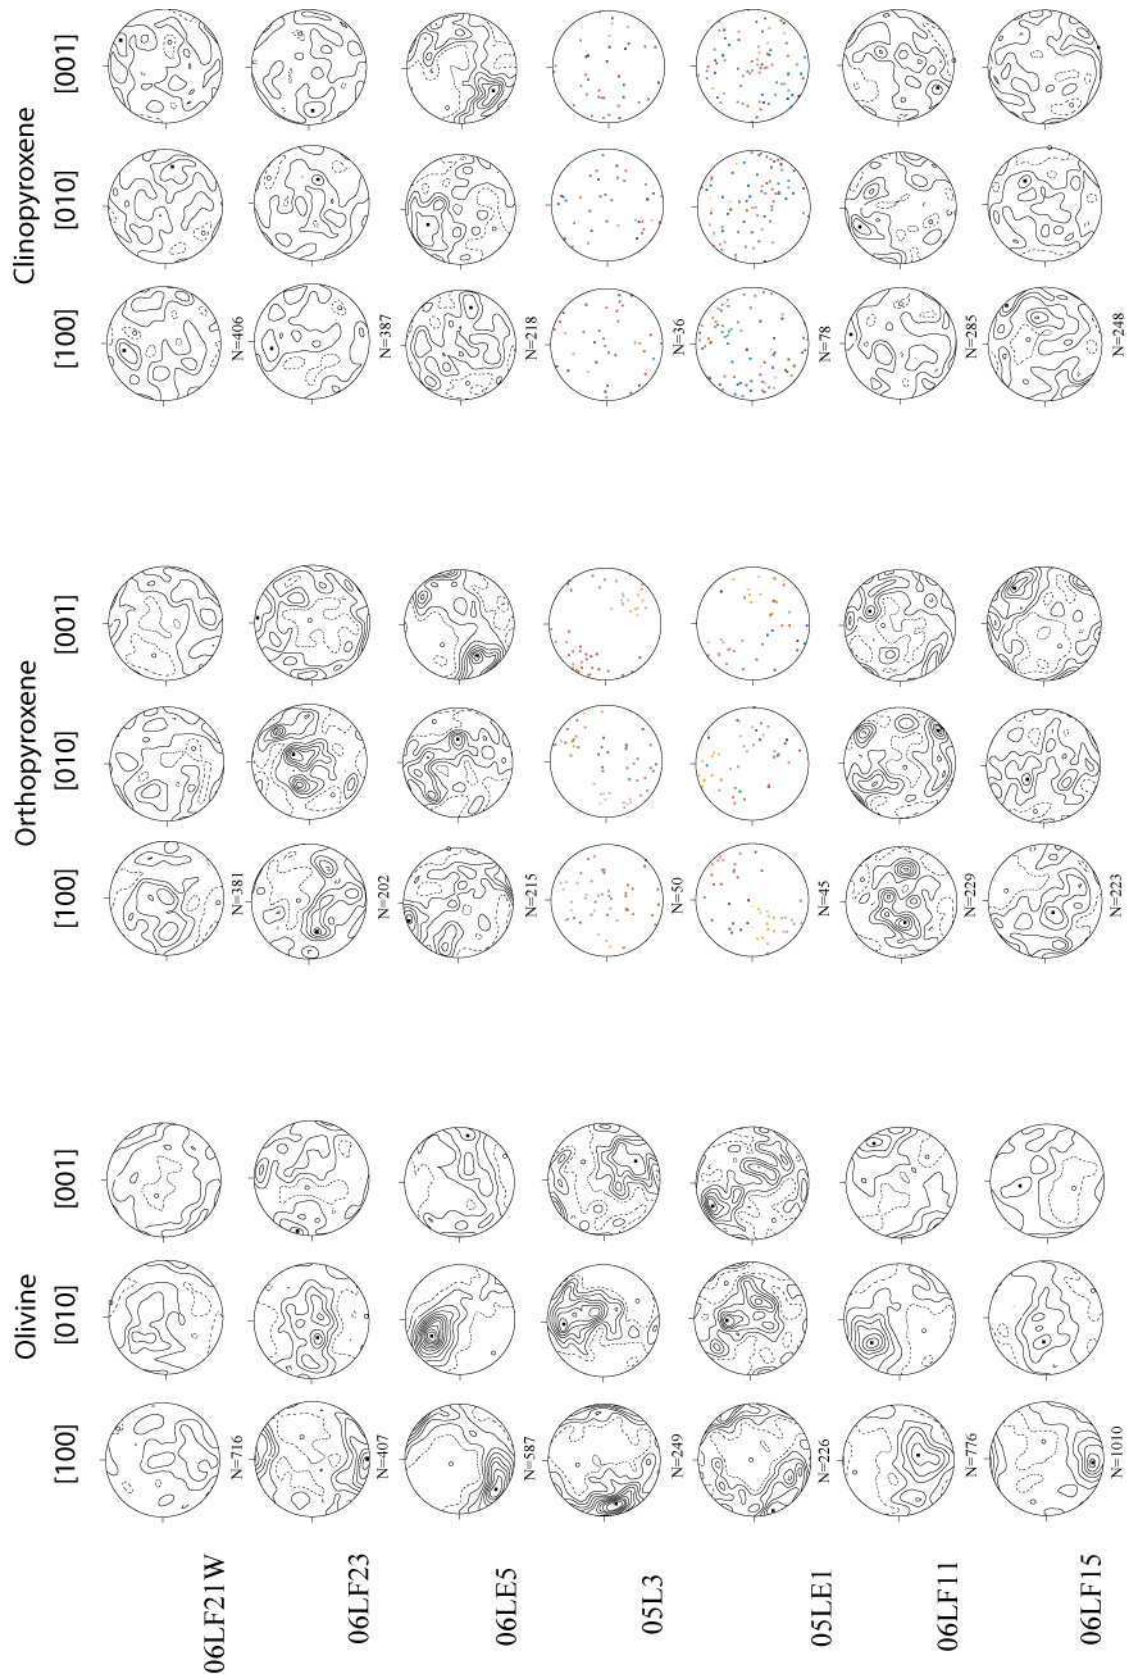 Olivine Orthopyroxene Clinopyroxene
[100] [010] [001] [100] [010] [001] [100] [010] [001]
06LF21W N=716 N=381 N=406
06LF23 N=407 N=202 N=387
06LE5 N=587 N=215 N=218
05L3 N=249 N=50 N=36
05LE1 N=226 N=45 N=78
06LF11 N=776 N=229 N=285
06LF15 N=1010 N=223 N=248